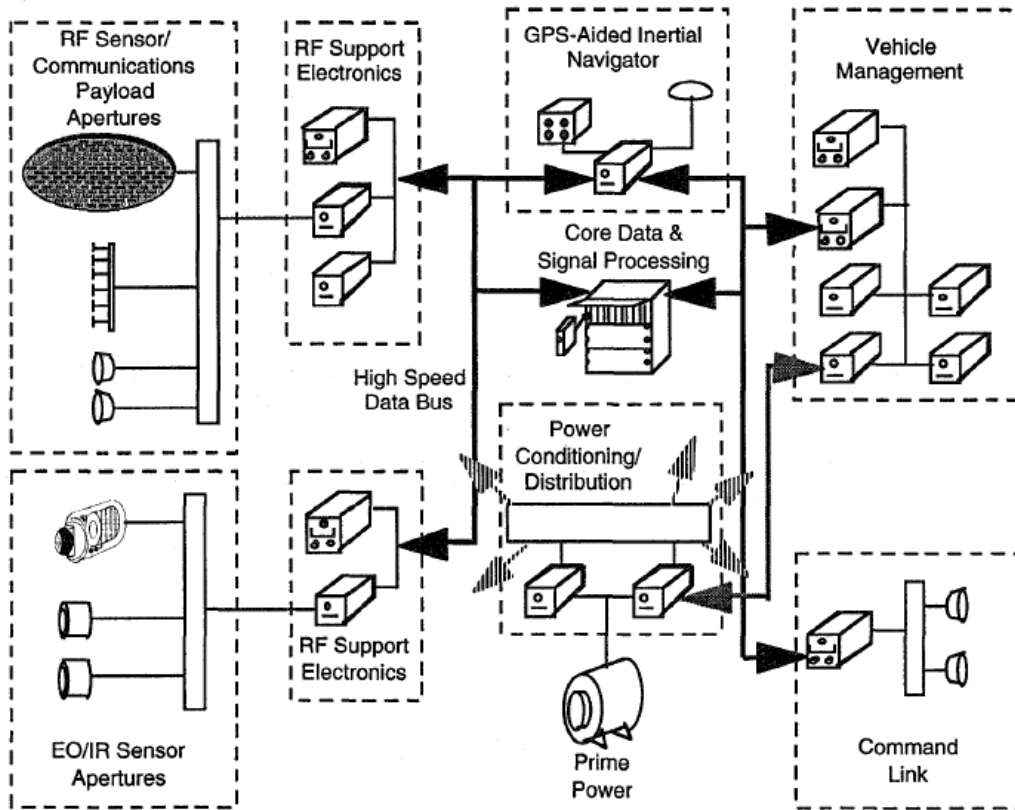 RF Sensor/
Communications
Payload
Apertures
RF Support
Electronics
GPS-Aided Inertial
Navigator
Vehicle
Management
Core Data &
Signal Processing
High Speed
Data Bus
Power
Conditioning/
Distribution
RF Support
Electronics
EO/IR Sensor
Apertures
Prime
Power
Command
Link